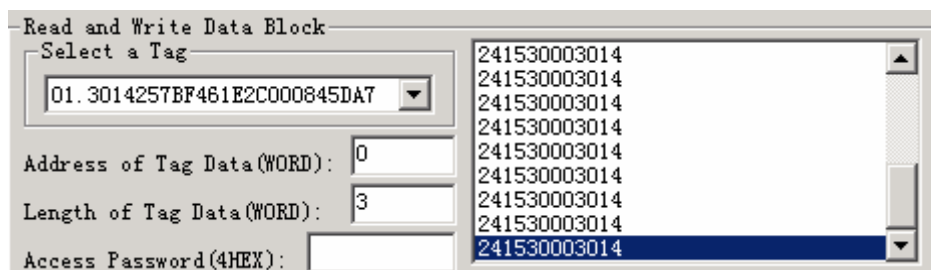 Read and Write Data Block
Select a Tag
01.3014257BF461E2C000845DA7
Address of Tag Data(WORD):
0
Length of Tag Data(WORD):
3
Access Password(4HEX):
241530003014
241530003014
241530003014
241530003014
241530003014
241530003014
241530003014
241530003014
241530003014